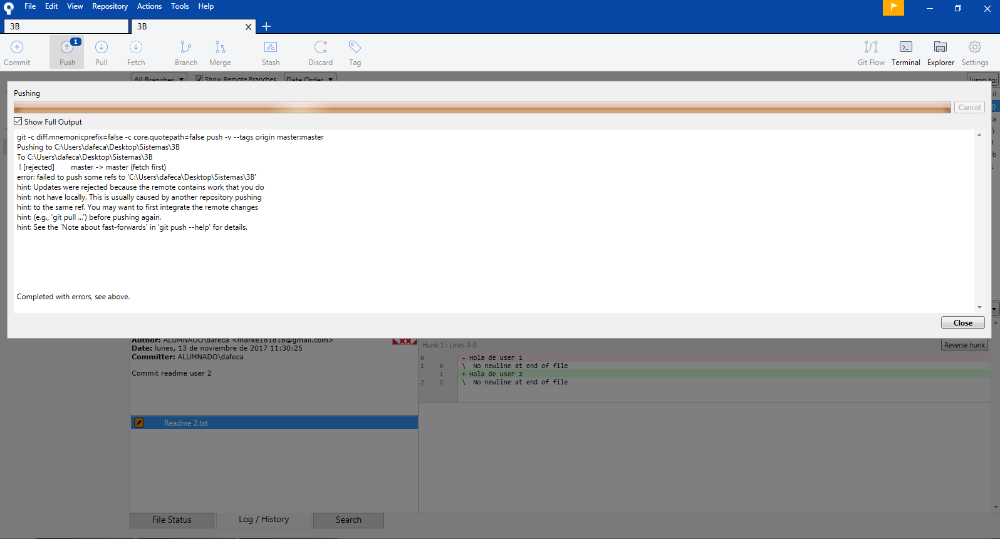 File Edit View Repository Actions Tools Help
3B
3B
1
Commit Push Pull Fetch Branch Merge Stash Discard Tag Git Flow Terminal Explorer Settings
All Branches Show Remote Branches Date Order Jump to:
Pushing
Cancel
Show Full Output
git -c diff.mnemonicprefix=false -c core.quotepath=false push -v --tags origin master:master
Pushing to C:\Users\dafeca\Desktop\Sistemas\3B
To C:\Users\dafeca\Desktop\Sistemas\3B
! [rejected] master -> master (fetch first)
error: failed to push some refs to 'C:\Users\dafeca\Desktop\Sistemas\3B'
hint: Updates were rejected because the remote contains work that you do
hint: not have locally. This is usually caused by another repository pushing
hint: to the same ref. You may want to first integrate the remote changes
hint: (e.g., 'git pull ...') before pushing again.
hint: See the 'Note about fast-forwards' in 'git push --help' for details.
Completed with errors, see above.
Close
Author: ALUMNADO\dafeca <marke181818@gmail.com>
Date: lunes, 13 de noviembre de 2017 11:30:25
Committer: ALUMNADO\dafeca
Commit readme user 2
Readme 2.txt
Hunk 1 : Lines 0-0
Reverse hunk
0 - Hola de user 1
1 0 \ No newline at end of file
1 + Hola de user 2
2 2 \ No newline at end of file
File Status Log / History Search